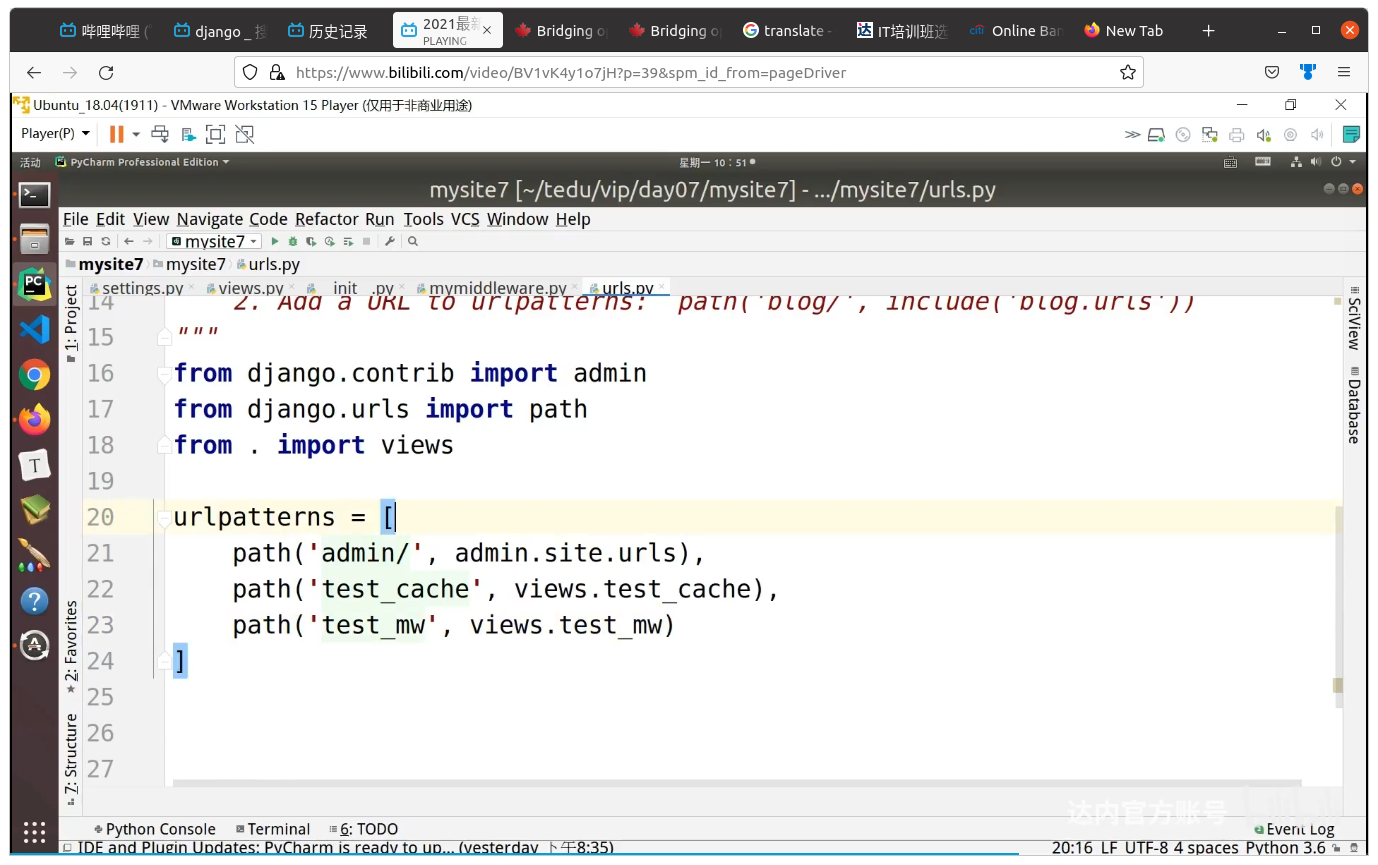 哔哩哔哩 (
django _ 搜
历史记录
2021最新
PLAYING
Bridging o
Bridging o
translate -
IT培训班选
Online Ban
New Tab
https://www.bilibili.com/video/BV1vK4y1o7jH?p=39&spm_id_from=pageDriver
Ubuntu_18.04(1911) - VMware Workstation 15 Player (仅用于非商业用途)
Player(P)
活动 PyCharm Professional Edition 星期一 10：51
mysite7 [~/tedu/vip/day07/mysite7] - .../mysite7/urls.py
File Edit View Navigate Code Refactor Run Tools VCS Window Help
mysite7
mysite7 mysite7 urls.py
settings.py views.py __init__.py mymiddleware.py urls.py
1: Project
2: Favorites
7: Structure
SciView
Database
14 2. Add a URL to urlpatterns: path('blog/', include('blog.urls'))
15 """
16 from django.contrib import admin
17 from django.urls import path
18 from . import views
19
20 urlpatterns = [
21 path('admin/', admin.site.urls),
22 path('test_cache', views.test_cache),
23 path('test_mw', views.test_mw)
24 ]
25
26
27
达内官方账号
Python Console Terminal 6: TODO Event Log
IDE and Plugin Updates: PyCharm is ready to up... (yesterday 下午8:35) 20:16 LF UTF-8 4 spaces Python 3.6